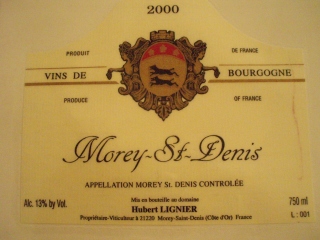 2000
PRODUIT DE FRANCE
VINS DE BOURGOGNE
PRODUCE OF FRANCE
Morey-St-Denis
APPELLATION MOREY St. DENIS CONTROLÉE
Mis en bouteille au domaine
Alc. 13% by Vol. Hubert LIGNIER 750 ml
Propriétaire-Viticulteur à 21220 Morey-Saint-Denis (Côte d'Or) France L : 001